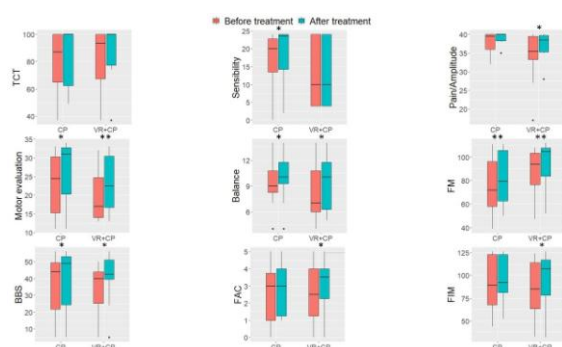 Before treatment After treatment
TCT
100
80
60
40
CP VR+CP
Sensibility
*
20
15
10
5
0
CP VR+CP
Pain/Amplitude
*
40
35
30
25
20
CP VR+CP
Motor evaluation
* **
35
30
25
20
15
10
CP VR+CP
Balance
* *
12
9
6
CP VR+CP
FM
** **
100
80
60
40
CP VR+CP
BBS
* *
50
40
30
20
10
0
CP VR+CP
FAC
*
5
4
3
2
1
0
CP VR+CP
FIM
*
125
100
75
50
CP VR+CP